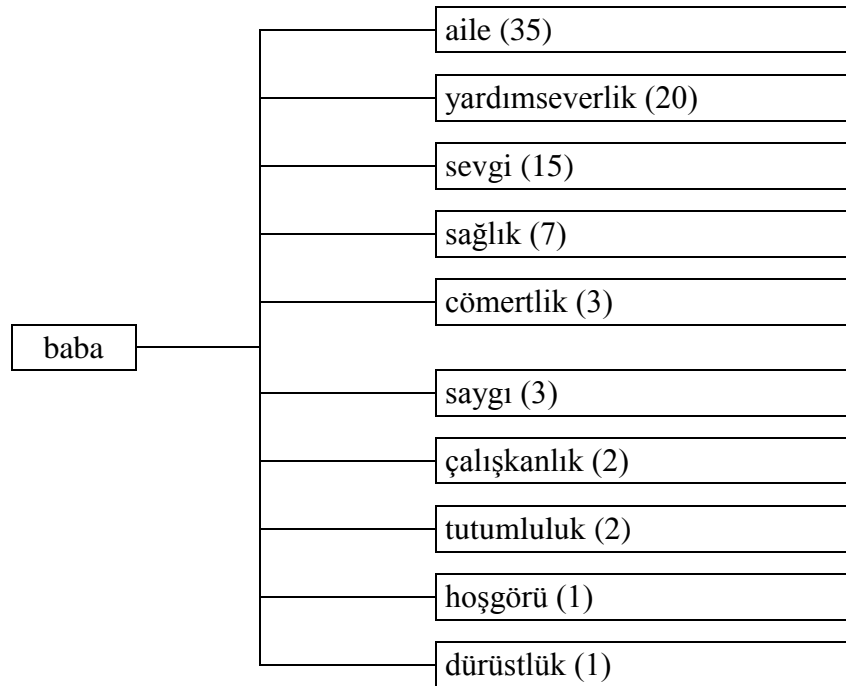 aile (35)
yardımseverlik (20)
sevgi (15)
sağlık (7)
cömertlik (3)
baba
saygı (3)
çalışkanlık (2)
tutumluluk (2)
hoşgörü (1)
dürüstlük (1)